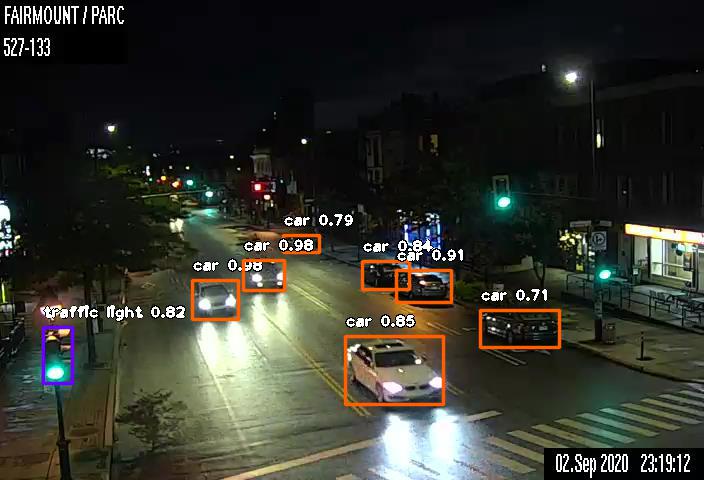 FAIRMOUNT / PARC
527-133
car 0.79
car 0.98
car 0.84
car 0.91
car 0.98
car 0.71
traffic light 0.82
car 0.85
02.Sep 2020 23:19:12